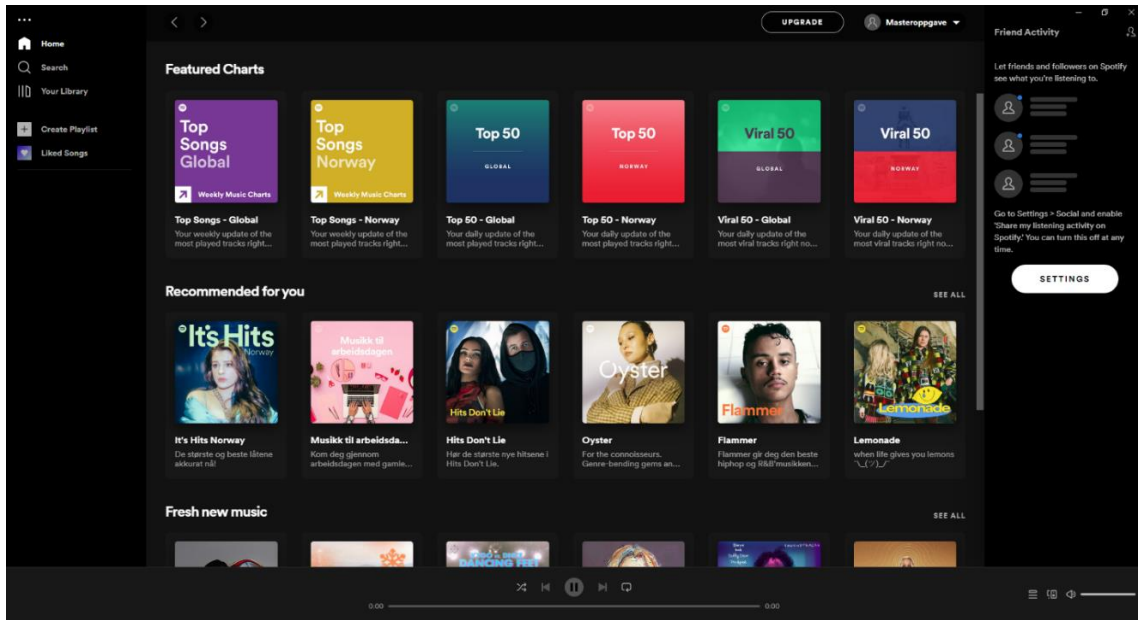 Home
Search
Your Library
Create Playlist
Liked Songs
UPGRADE
Masteroppgave
Featured Charts
Top
Songs
Global
Weekly Music Charts
Top Songs - Global
Your weekly update of the
most played tracks right...
Top
Songs
Norway
Weekly Music Charts
Top Songs - Norway
Your weekly update of the
most played tracks right...
Top 50
GLOBAL
Top 50 - Global
Your daily update of the
most played tracks right...
Top 50
NORWAY
Top 50 - Norway
Your daily update of the
most played tracks right...
Viral 50
GLOBAL
Viral 50 - Global
Your daily update of the
most viral tracks right no...
Viral 50
NORWAY
Viral 50 - Norway
Your daily update of the
most viral tracks right no...
Recommended for you
SEE ALL
It's Hits
Norway
It's Hits Norway
De største og beste låtene
akkurat nå!
Musikk til
arbeidsdagen
Musikk til arbeidsda...
Kom deg gjennom
arbeidsdagen med gamle...
Hits Don't Lie
Hits Don't Lie
Hør de største nye hitsene i
Hits Don't Lie.
Oyster
Oyster
For the connoisseurs.
Genre-bending gems an...
Flammer
Flammer
Flammer gir deg den beste
hiphop og R&B'musikken...
Lemonade
Lemonade
when life gives you lemons
¯\_(ツ)_/¯
Fresh new music
SEE ALL
DANCING FEET
0:00
0:00
Friend Activity
Let friends and followers on Spotify
see what you're listening to.
Go to Settings > Social and enable
'Share my listening activity on
Spotify.' You can turn this off at any
time.
SETTINGS